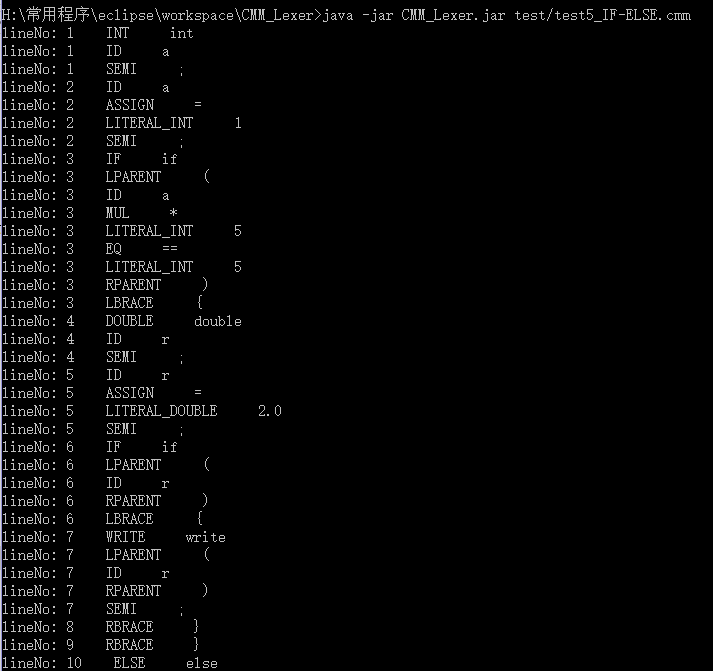 H:\常用程序\eclipse\workspace\CMM_Lexer>java -jar CMM_Lexer.jar test/test5_IF-ELSE.cmm
lineNo: 1    INT     int
lineNo: 1    ID     a
lineNo: 1    SEMI     ;
lineNo: 2    ID     a
lineNo: 2    ASSIGN     =
lineNo: 2    LITERAL_INT     1
lineNo: 2    SEMI     ;
lineNo: 3    IF     if
lineNo: 3    LPARENT     (
lineNo: 3    ID     a
lineNo: 3    MUL     *
lineNo: 3    LITERAL_INT     5
lineNo: 3    EQ     ==
lineNo: 3    LITERAL_INT     5
lineNo: 3    RPARENT     )
lineNo: 3    LBRACE     {
lineNo: 4    DOUBLE     double
lineNo: 4    ID     r
lineNo: 4    SEMI     ;
lineNo: 5    ID     r
lineNo: 5    ASSIGN     =
lineNo: 5    LITERAL_DOUBLE     2.0
lineNo: 5    SEMI     ;
lineNo: 6    IF     if
lineNo: 6    LPARENT     (
lineNo: 6    ID     r
lineNo: 6    RPARENT     )
lineNo: 6    LBRACE     {
lineNo: 7    WRITE     write
lineNo: 7    LPARENT     (
lineNo: 7    ID     r
lineNo: 7    RPARENT     )
lineNo: 7    SEMI     ;
lineNo: 8    RBRACE     }
lineNo: 9    RBRACE     }
lineNo: 10    ELSE     else